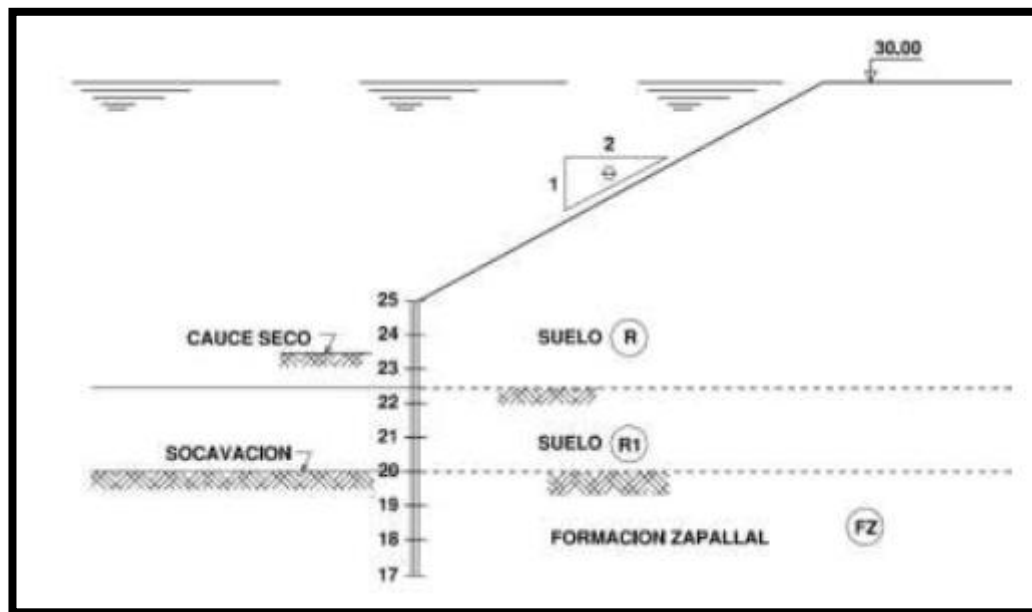 30.00
2
1
25
CAUCE SECO
24
SUELO R
23
22
21
SUELO R1
SOCAVACION
20
19
FORMACION ZAPALLAL FZ
18
17